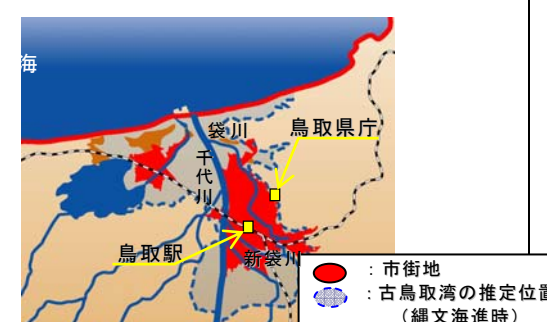 海
袋川
鳥取県庁
千代川
鳥取駅
新袋川
：市街地
：古鳥取湾の推定位置
（縄文海進時）